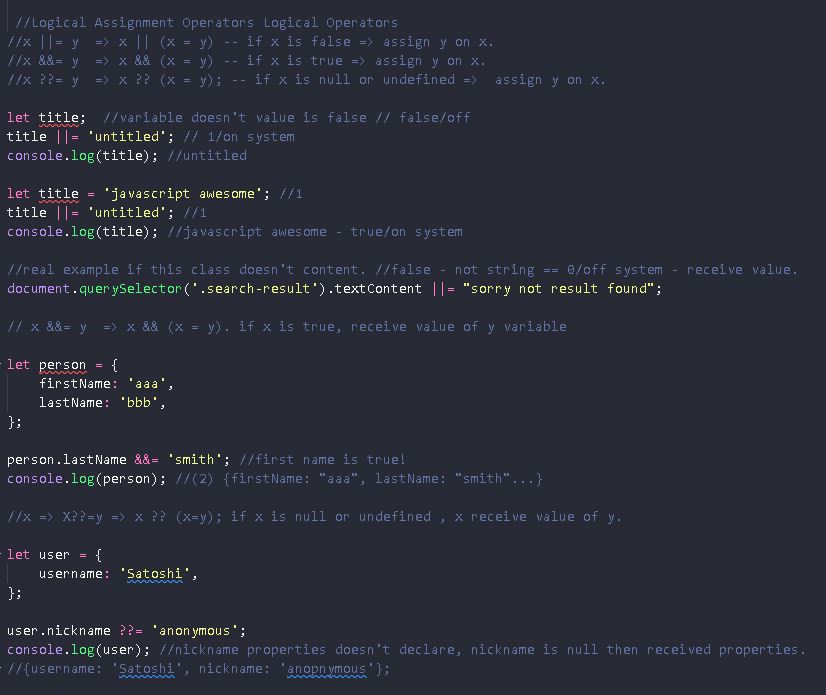 //Logical Assignment Operators Logical Operators
//x ||= y  => x || (x = y) -- if x is false => assign y on x.
//x &&= y  => x && (x = y) -- if x is true => assign y on x.
//x ??= y  => x ?? (x = y); -- if x is null or undefined =>  assign y on x.
let title;  //variable doesn't value is false // false/off
title ||= 'untitled'; // 1/on system
console.log(title); //untitled
let title = 'javascript awesome'; //1
title ||= 'untitled'; //1
console.log(title); //javascript awesome - true/on system
//real example if this class doesn't content. //false - not string == 0/off system - receive value.
document.querySelector('.search-result').textContent ||= "sorry not result found";
// x &&= y  => x && (x = y). if x is true, receive value of y variable
let person = {
firstName: 'aaa',
lastName: 'bbb',
};
person.lastName &&= 'smith'; //first name is true!
console.log(person); //(2) {firstName: "aaa", lastName: "smith"...}
//x => X??=y => x ?? (x=y); if x is null or undefined , x receive value of y.
let user = {
username: 'Satoshi',
};
user.nickname ??= 'anonymous';
console.log(user); //nickname properties doesn't declare, nickname is null then received properties.
//{username: 'Satoshi', nickname: 'anopnymous'};